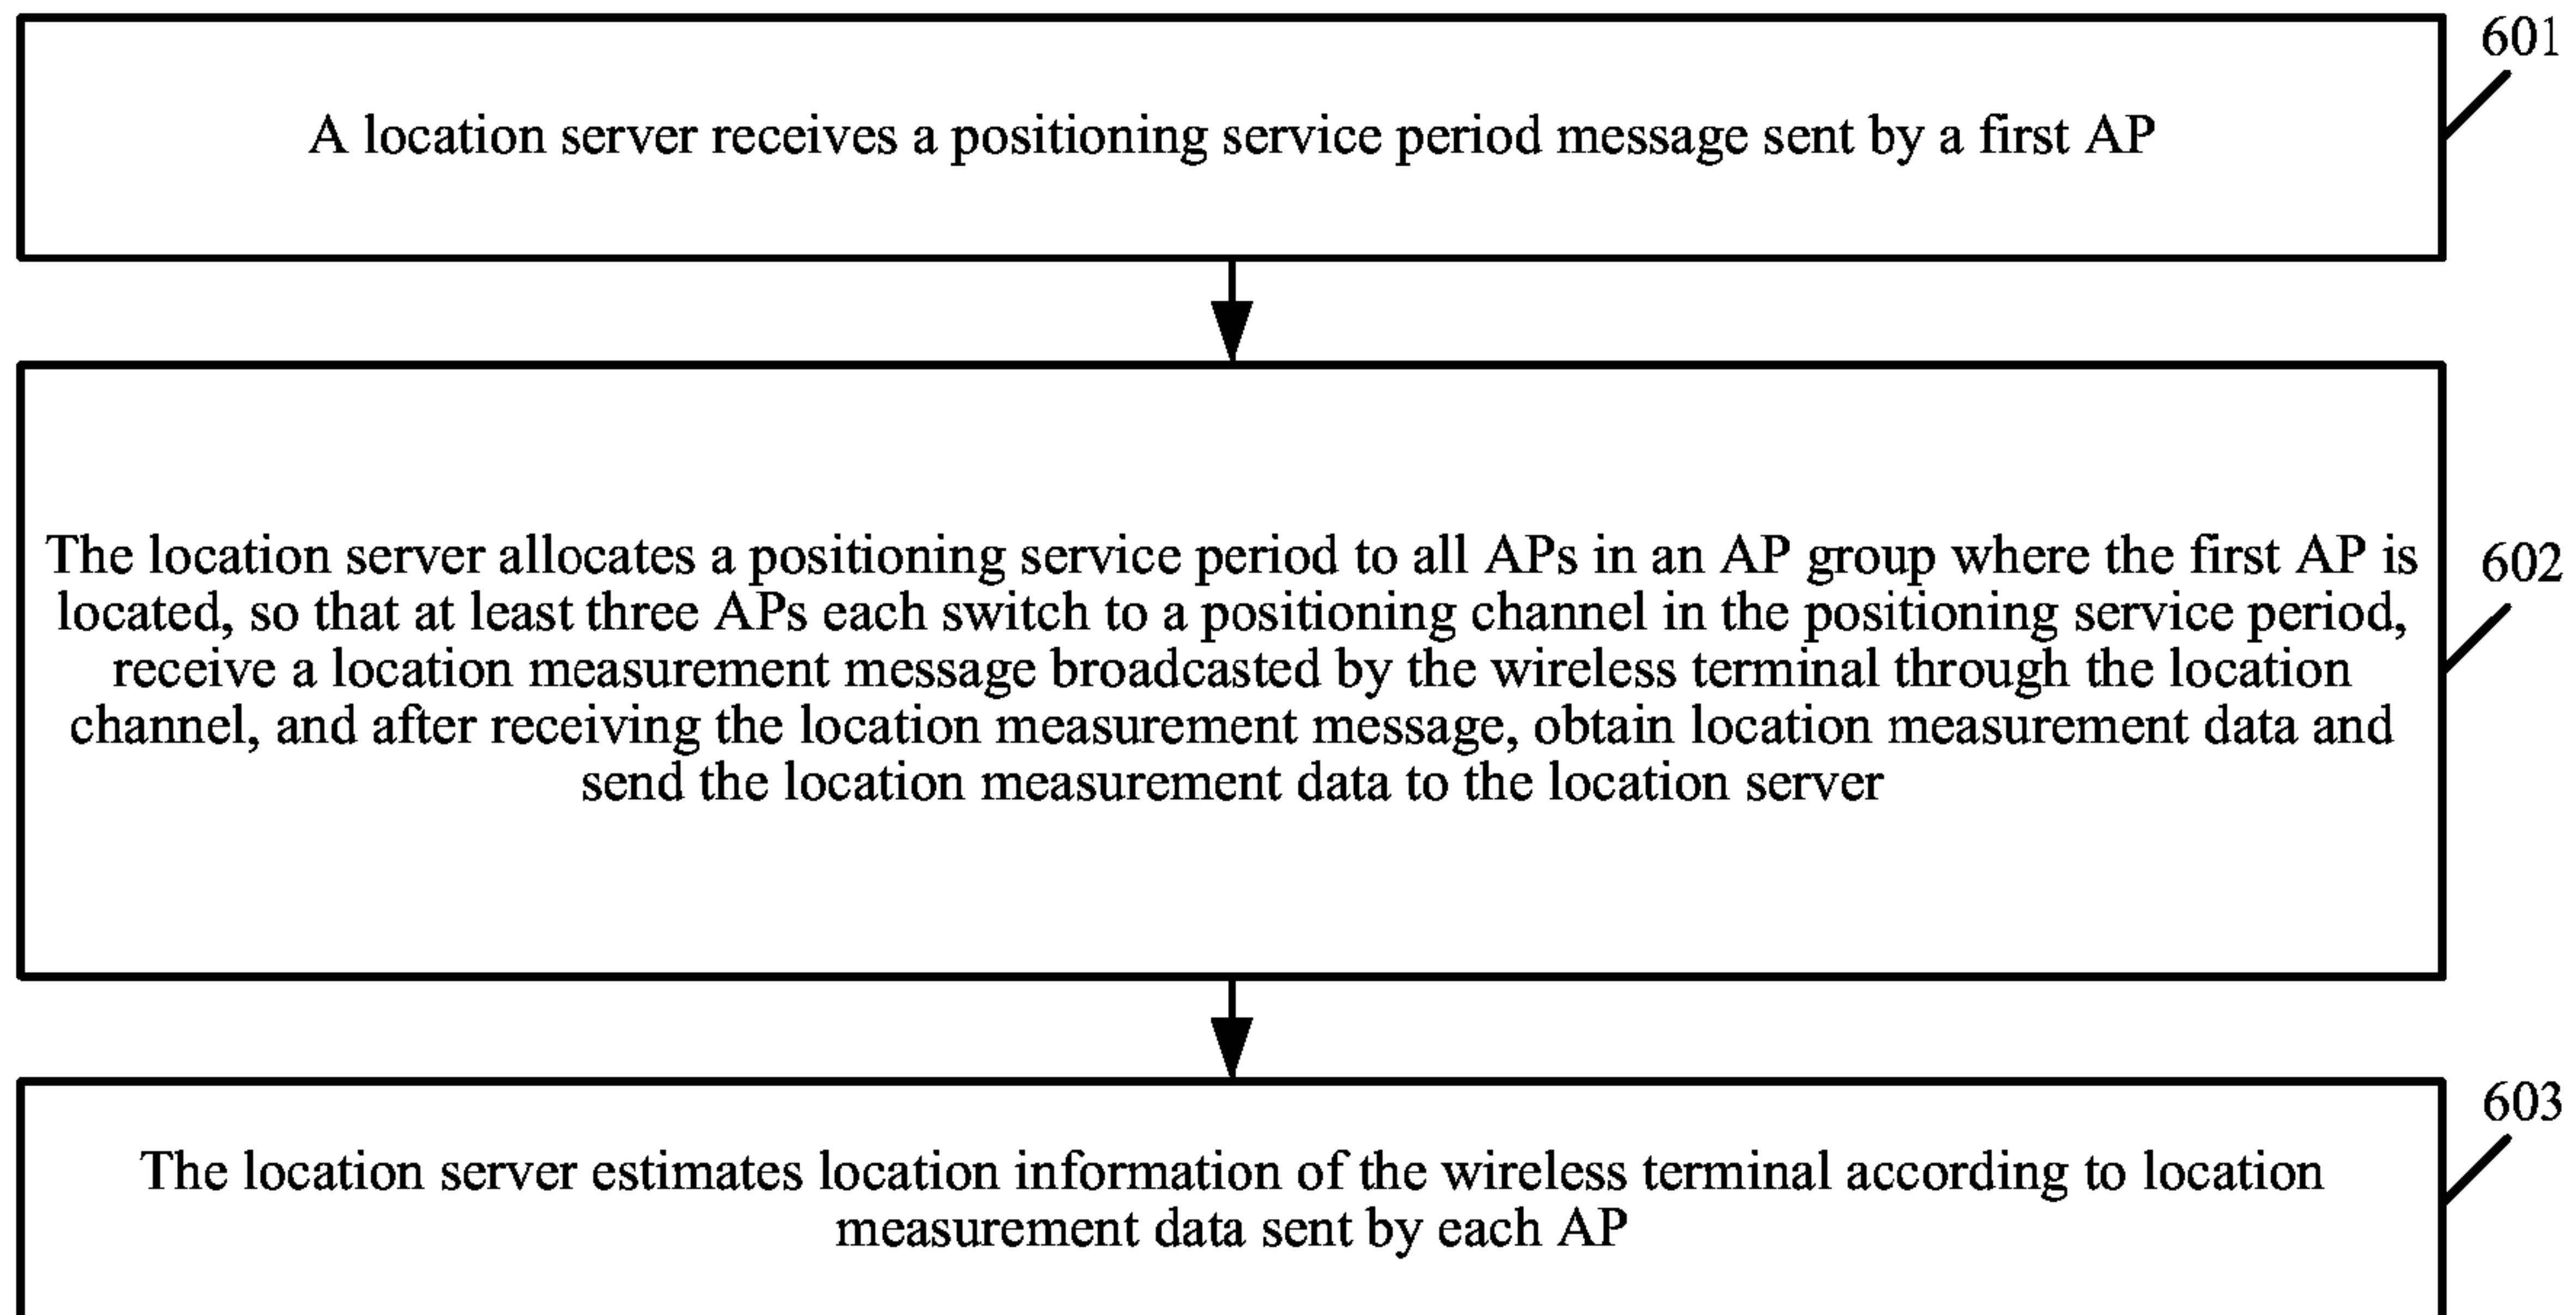 601
A location server receives a positioning service period message sent by a first AP
The location server allocates a positioning service period to all APs in an AP group where the first AP is
located, so that at least three APs each switch to a positioning channel in the positioning service period,
receive a location measurement message broadcasted by the wireless terminal through the location
channel, and after receiving the location measurement message, obtain location measurement data and
send the location measurement data to the location server
602
603
The location server estimates location information of the wireless terminal according to location
measurement data sent by each AP